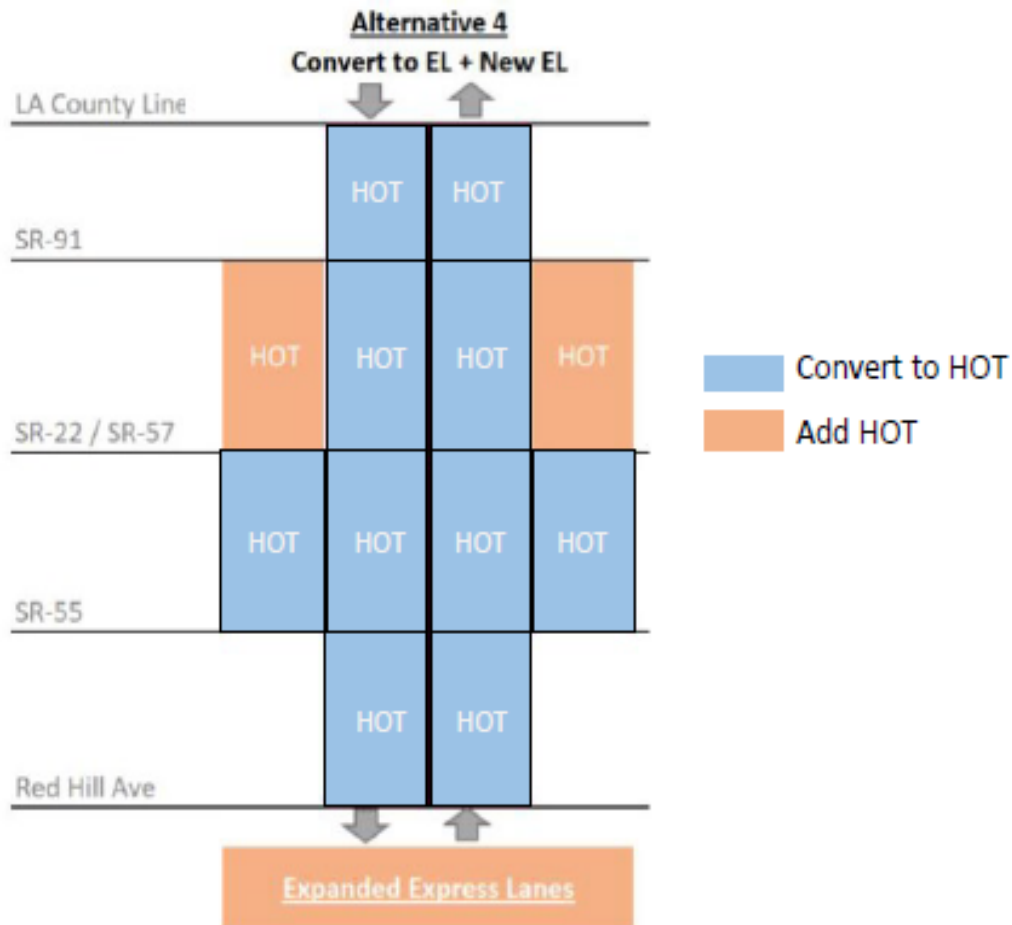 Alternative 4
Convert to EL + New EL
LA County Line
HOT HOT
SR-91
HOT HOT HOT HOT
Convert to HOT
Add HOT
SR-22 / SR-57
HOT HOT HOT HOT
SR-55
HOT HOT
Red Hill Ave
Expanded Express Lanes